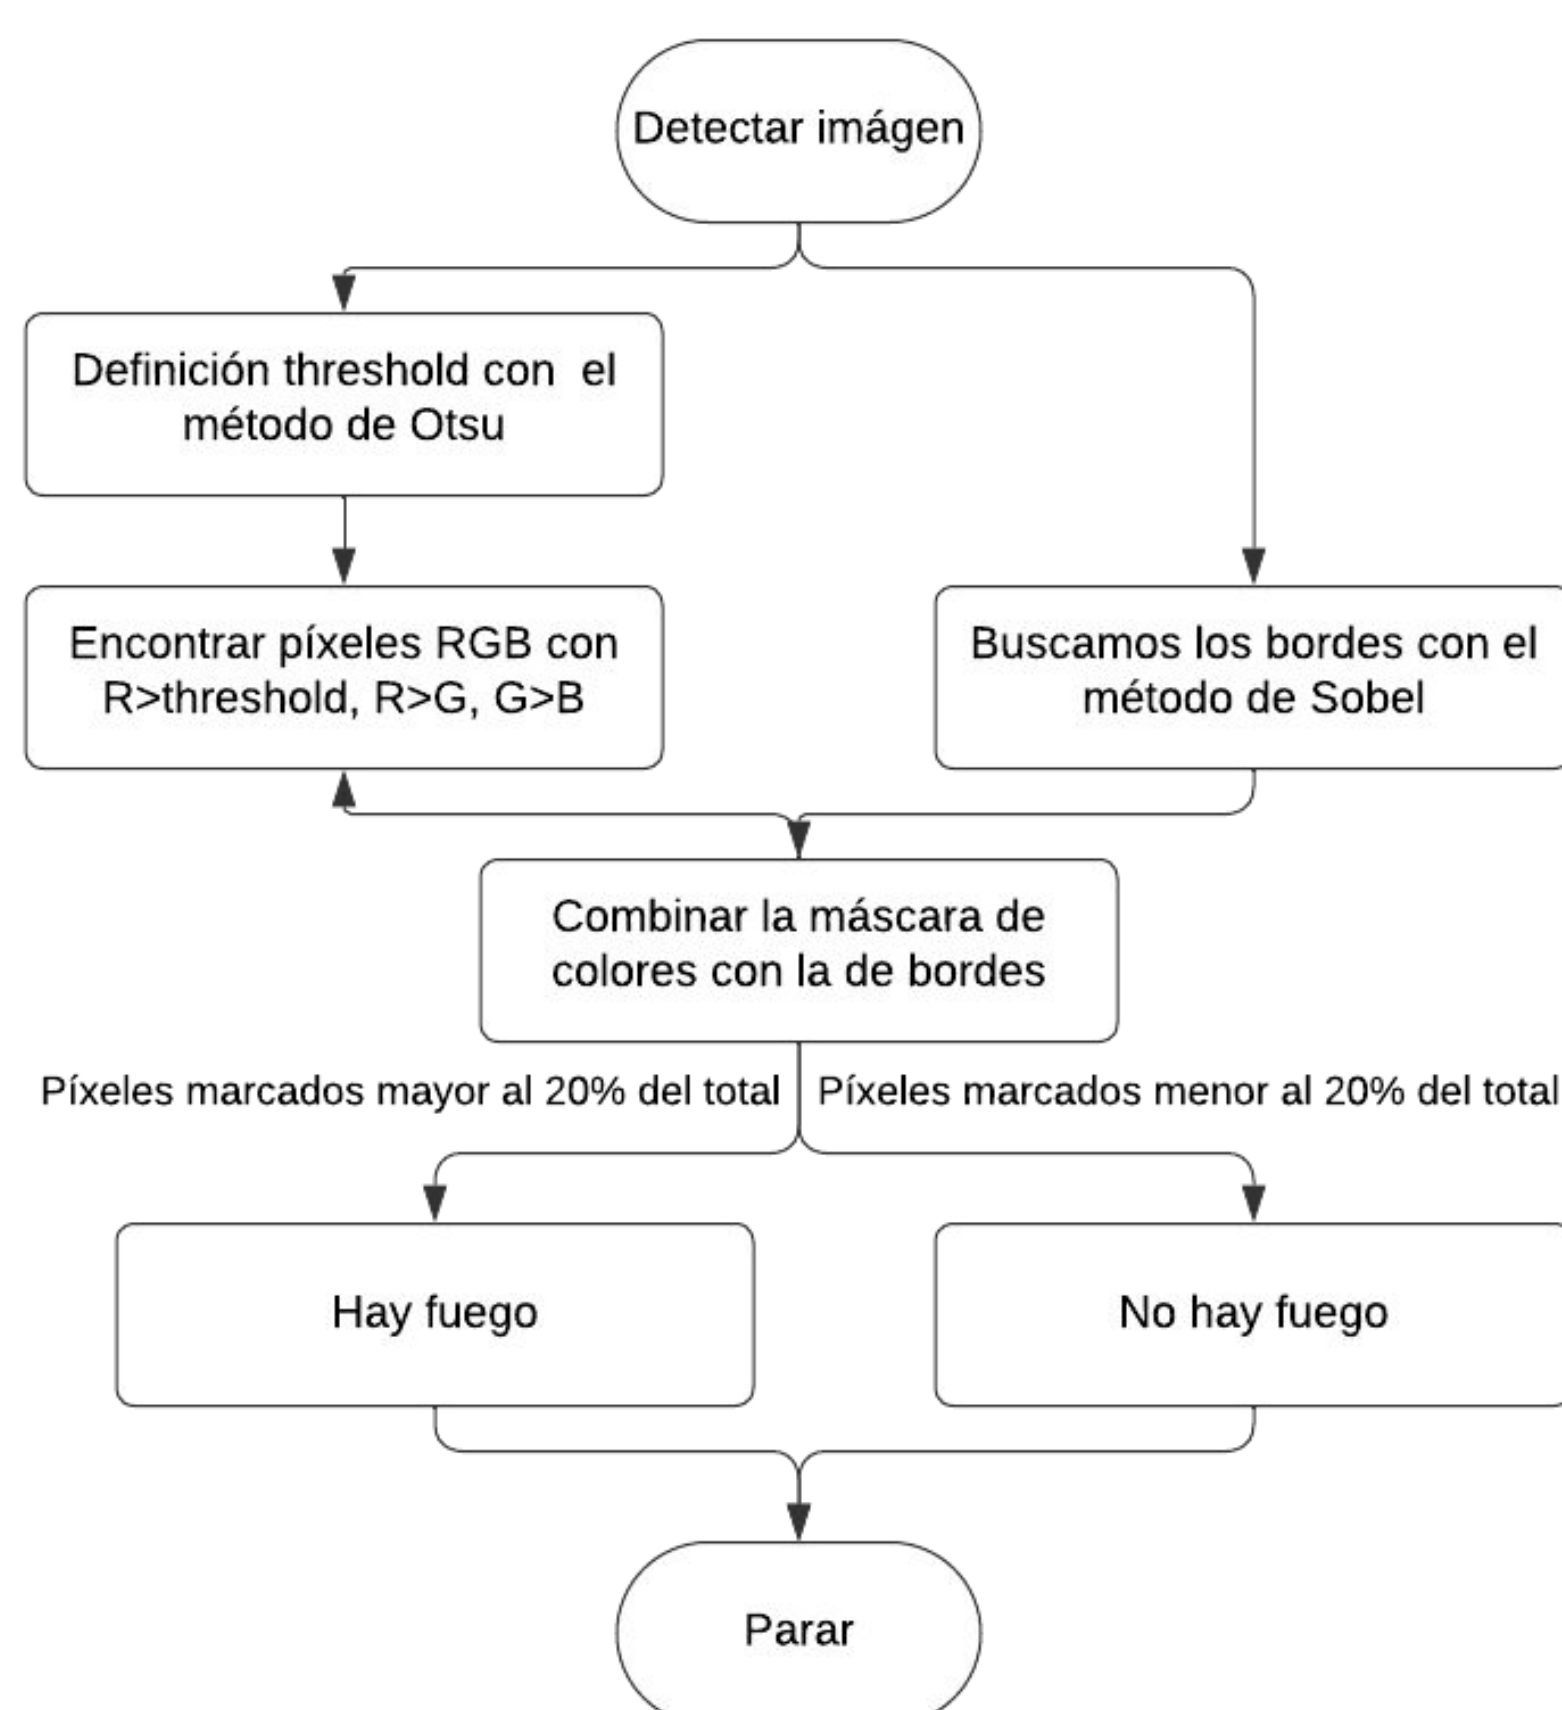 Detectar imágen
Definición threshold con  el
método de Otsu
Encontrar píxeles RGB con
R>threshold, R>G, G>B
Buscamos los bordes con el
método de Sobel
Combinar la máscara de
colores con la de bordes
Píxeles marcados mayor al 20% del total
Píxeles marcados menor al 20% del total
Hay fuego
No hay fuego
Parar